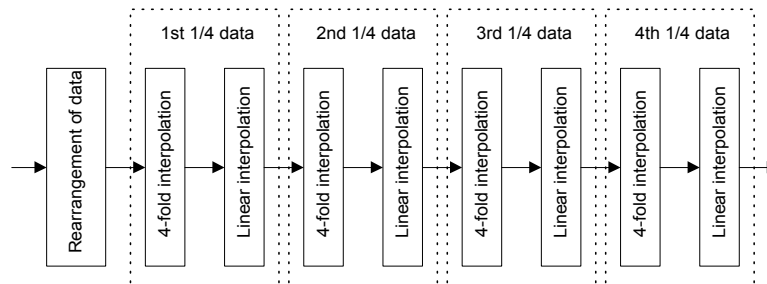 1st 1/4 data
2nd 1/4 data
3rd 1/4 data
4th 1/4 data
Rearrangement of data
4-fold interpolation
Linear interpolation
4-fold interpolation
Linear interpolation
4-fold interpolation
Linear interpolation
4-fold interpolation
Linear interpolation